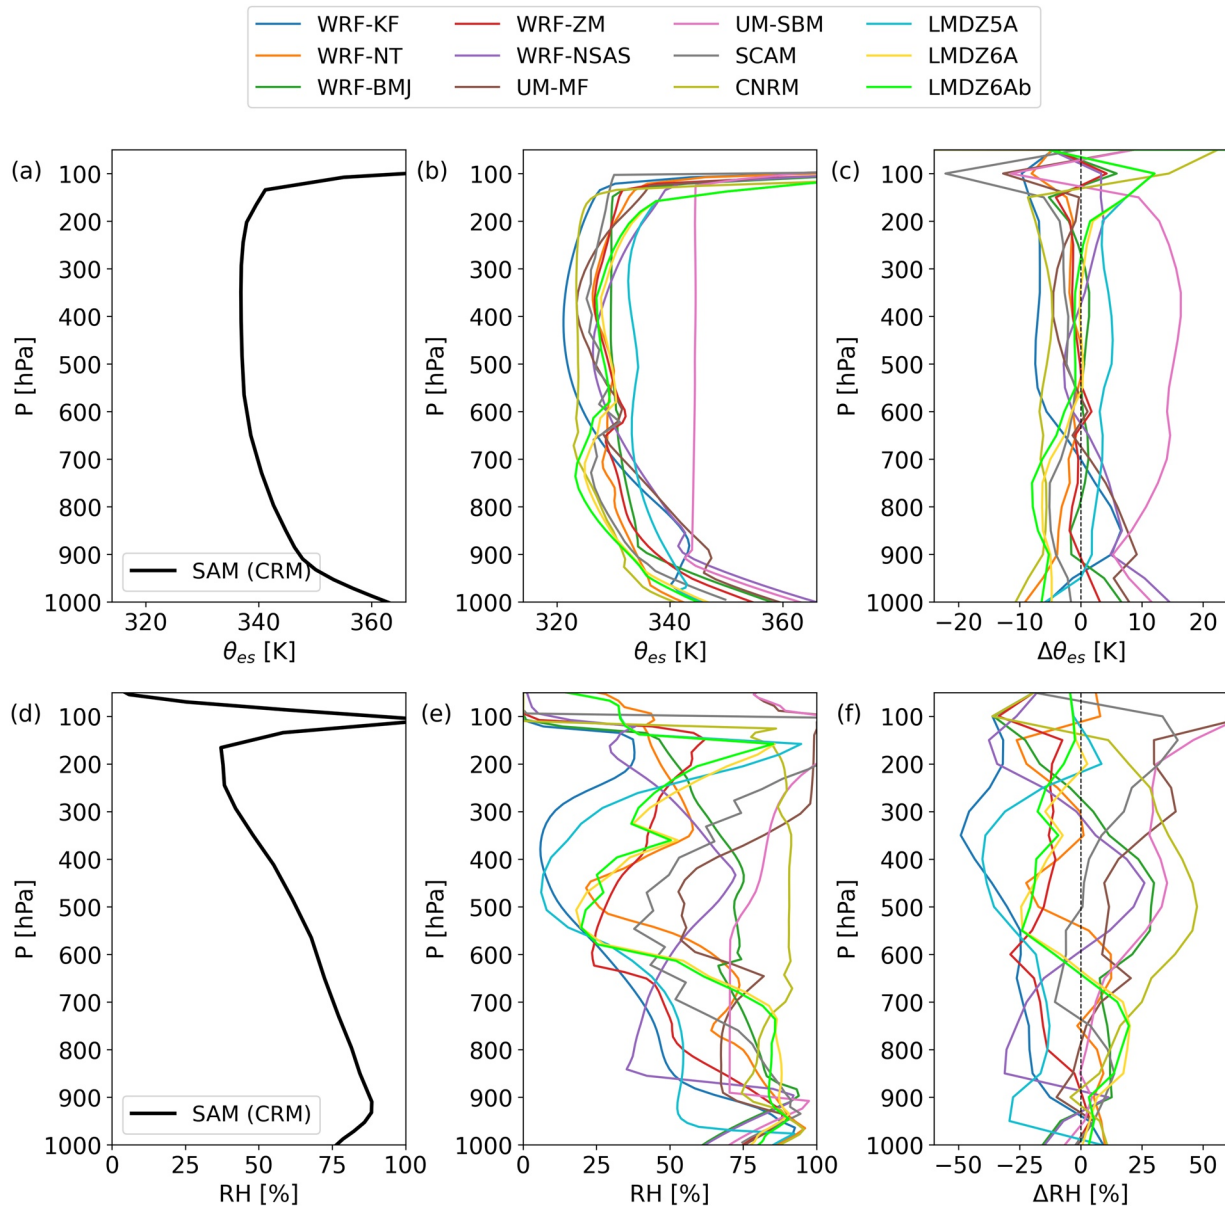 WRF-KF WRF-ZM UM-SBM LMDZ5A
WRF-NT WRF-NSAS SCAM LMDZ6A
WRF-BMJ UM-MF CNRM LMDZ6Ab
(a) (b) (c)
100 100 100
200 200 200
300 300 300
400 400 400
500 500 500
600 600 600
700 700 700
800 800 800
900 900 900
1000 1000 1000
P [hPa] P [hPa] P [hPa]
SAM (CRM)
320 340 360 320 340 360 −20 −10 0 10 20
θes [K] θes [K] Δθes [K]
(d) (e) (f)
100 100 100
200 200 200
300 300 300
400 400 400
500 500 500
600 600 600
700 700 700
800 800 800
900 900 900
1000 1000 1000
P [hPa] P [hPa] P [hPa]
SAM (CRM)
0 25 50 75 100 0 25 50 75 100 −50 −25 0 25 50
RH [%] RH [%] ΔRH [%]